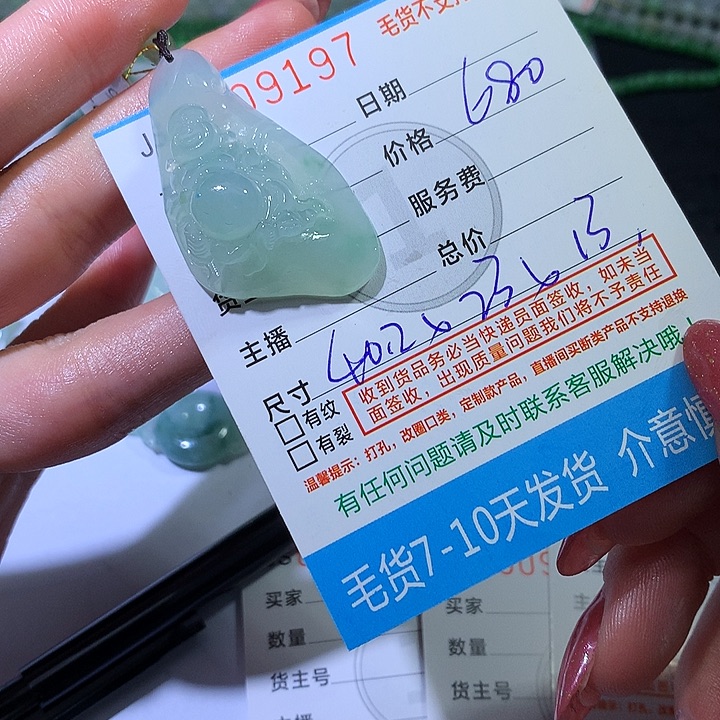 09197
毛货不支持
日期
价格 680
服务费
总价
主播
尺寸 40.2x23x13
有纹
有裂
收到货品务必当快递员面签收，如未当
面签收，出现质量问题我们将不予责任
温馨提示：打孔，改圈口类，定制款产品，直播间买断类产品不支持退换
有任何问题请及时联系客服解决哦！
毛货7-10天发货 介意慎
买家
数量
货主号
主播
买家
数量
货主号